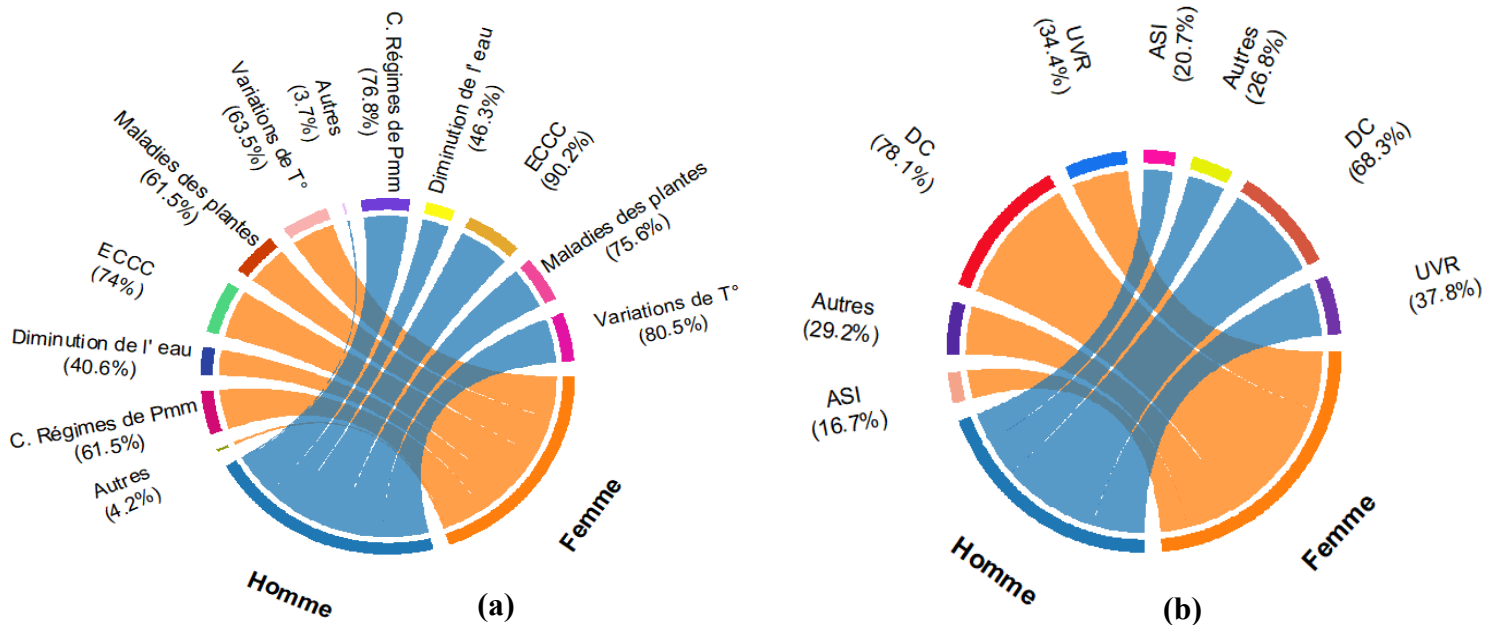 Autres
(4.2%)
C. Régimes de Pmm
(61.5%)
Diminution de l' eau
(40.6%)
ECCC
(74%)
Maladies des plantes
(61.5%)
Variations de T°
(63.5%)
Autres
(3.7%)
C. Régimes de Pmm
(76.8%)
Diminution de l' eau
(46.3%)
ECCC
(90.2%)
Maladies des plantes
(75.6%)
Variations de T°
(80.5%)
Femme
Homme
(a)
ASI
(16.7%)
Autres
(29.2%)
DC
(78.1%)
UVR
(34.4%)
ASI
(20.7%)
Autres
(26.8%)
DC
(68.3%)
UVR
(37.8%)
Femme
Homme
(b)